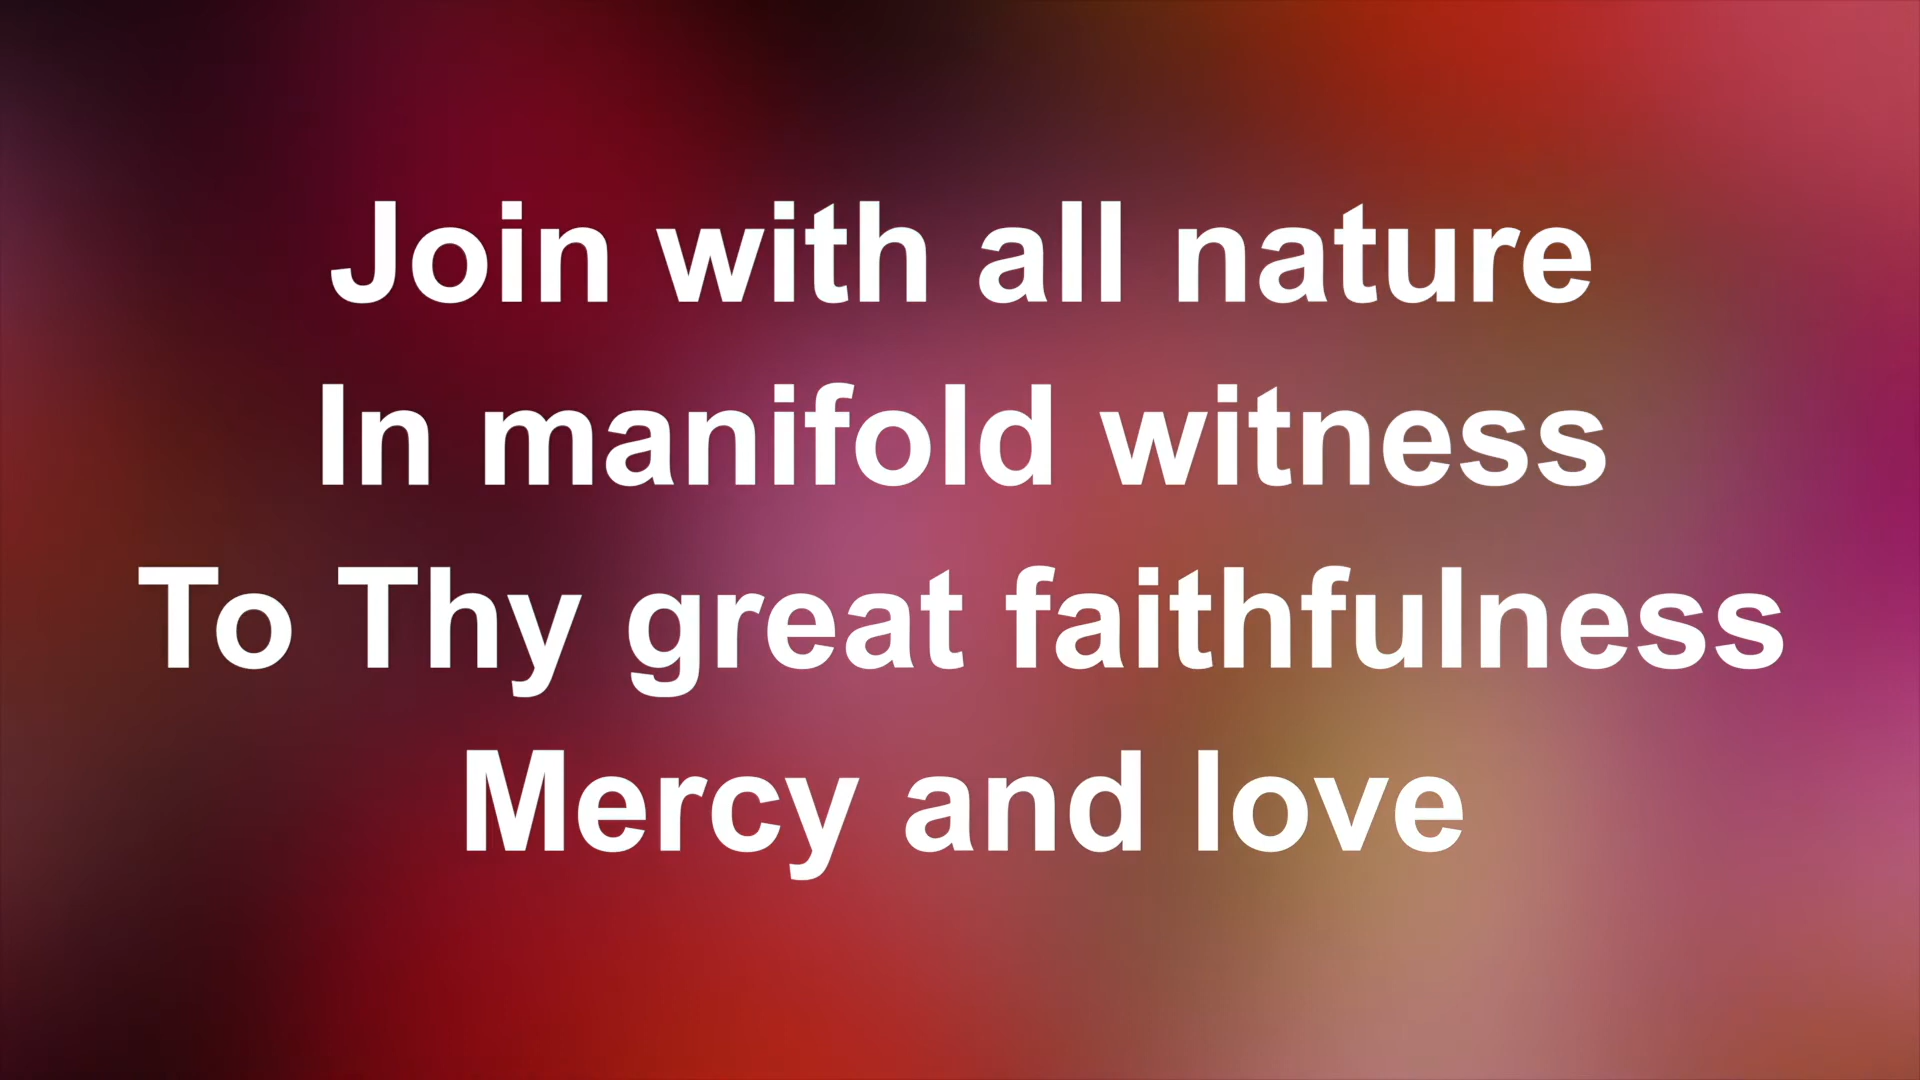 Join with all nature
In manifold witness
To Thy great faithfulness
Mercy and love